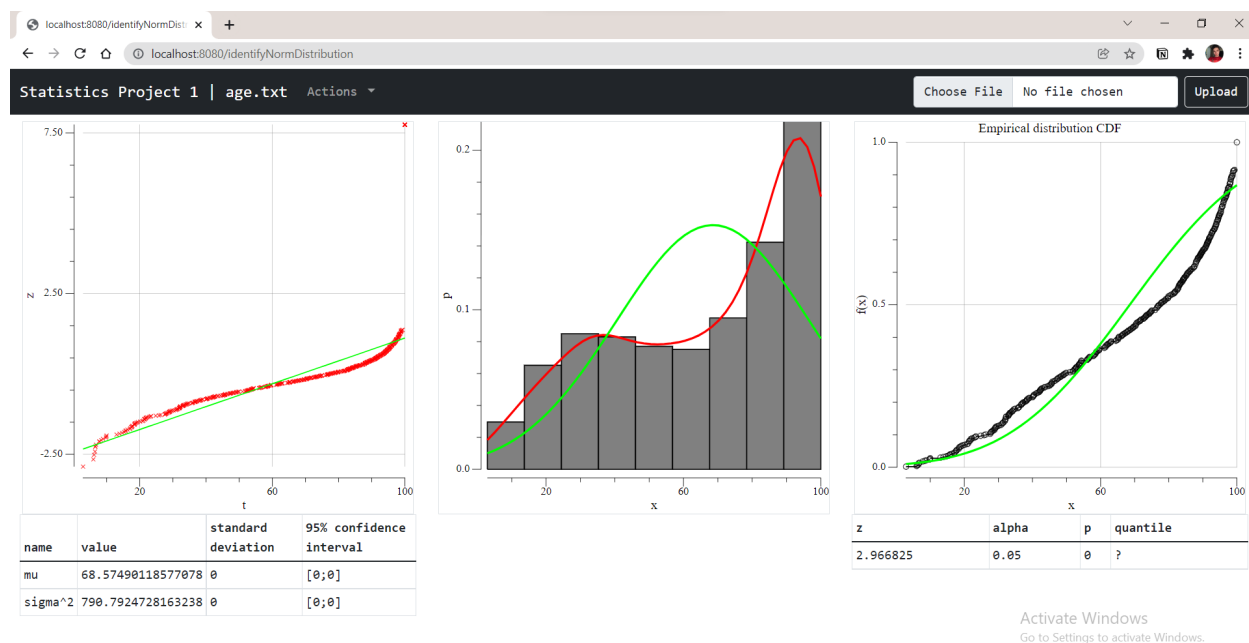 localhost:8080/identifyNormDistr
localhost:8080/identifyNormDistribution
Statistics Project 1 | age.txt Actions
Choose File No file chosen Upload
7.50
2.50
-2.50
z
20 60 100
t
0.2
0.1
0.0
p
20 60 100
x
Empirical distribution CDF
1.0
0.5
0.0
f(x)
20 60 100
x
name value standard deviation 95% confidence interval
mu 68.57490118577078 0 [0;0]
sigma^2 790.7924728163238 0 [0;0]
z alpha p quantile
2.966825 0.05 0 ?
Activate Windows
Go to Settings to activate Windows.